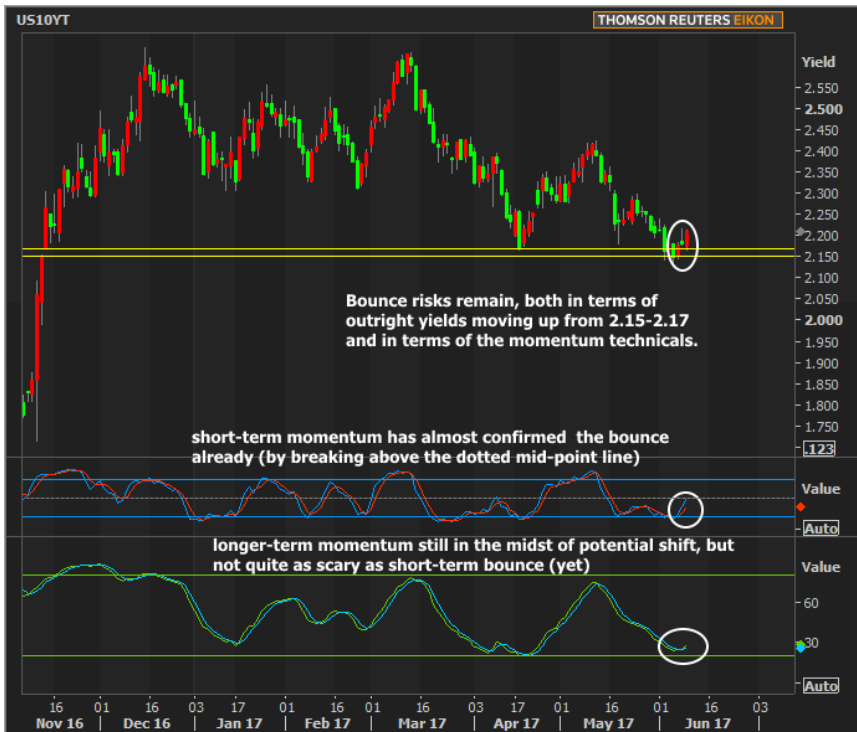 US10YT
THOMSON REUTERS EIKON
Yield
2.550
2.500
2.450
2.400
2.350
2.300
2.250
2.200
2.150
2.100
2.050
2.000
1.950
1.900
1.850
1.800
1.750
.123
Bounce risks remain, both in terms of
outright yields moving up from 2.15-2.17
and in terms of the momentum technicals.
short-term momentum has almost confirmed the bounce
already (by breaking above the dotted mid-point line)
Value
Auto
longer-term momentum still in the midst of potential shift, but
not quite as scary as short-term bounce (yet)
Value
60
30
Auto
16 01 16 03 17 01 16 01 16 03 17 01 16 01 16 03
Nov 16 Dec 16 Jan 17 Feb 17 Mar 17 Apr 17 May 17 Jun 17